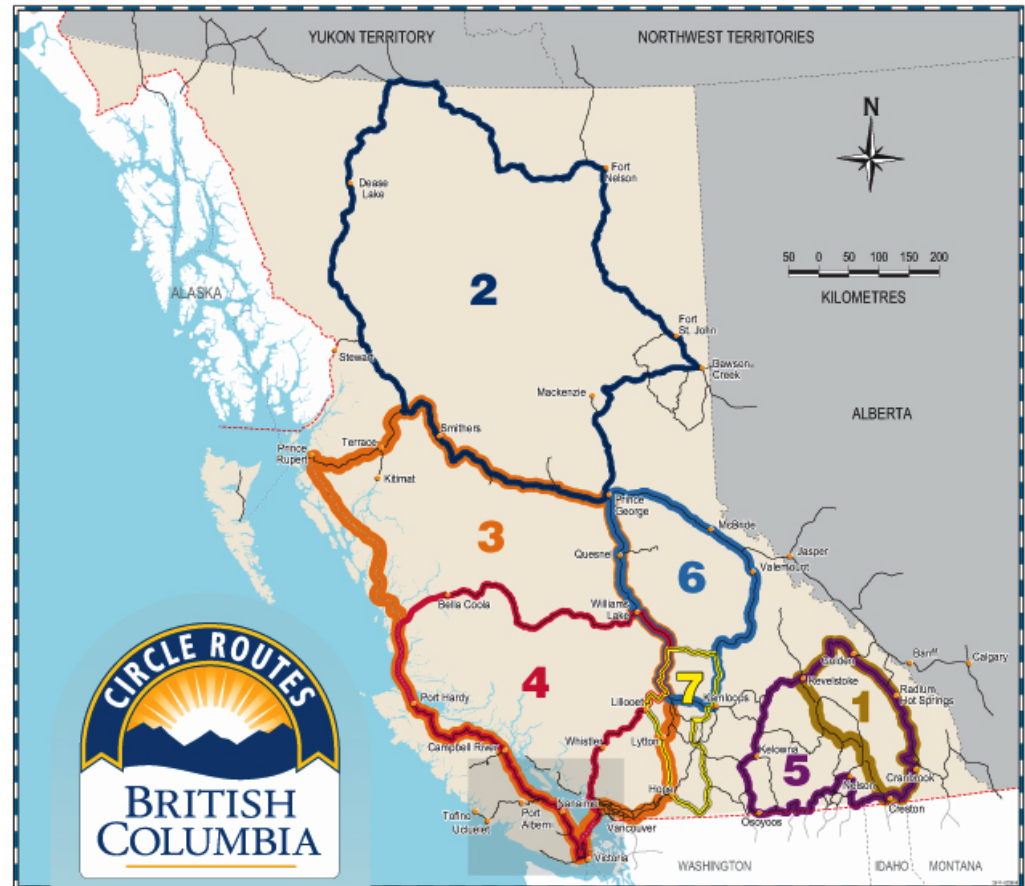 YUKON TERRITORY
NORTHWEST TERRITORIES
N
Fort
Nelson
Dease
Lake
50 0 50 100 150 200
KILOMETRES
ALASKA
2
Fort
St. John
Stewart
Dawson
Creek
Mackenzie
ALBERTA
Smithers
Terrace
Prince
Rupert
Kitimat
Prince
George
McBride
3
Quesnel
Jasper
6
Valemount
Bella Coola
Williams
Lake
CIRCLE ROUTES
Banff
Calgary
Golden
4
7
Revelstoke
Radium
Hot Springs
Port Hardy
Lillooet
Kamloops
1
Campbell River
Whistler
Lytton
Kelowna
5
Cranbrook
Nelson
BRITISH
COLUMBIA
Nanaimo
Hope
Creston
Tofino
Ucluelet
Port
Alberni
Vancouver
Osoyoos
Victoria
WASHINGTON
IDAHO
MONTANA